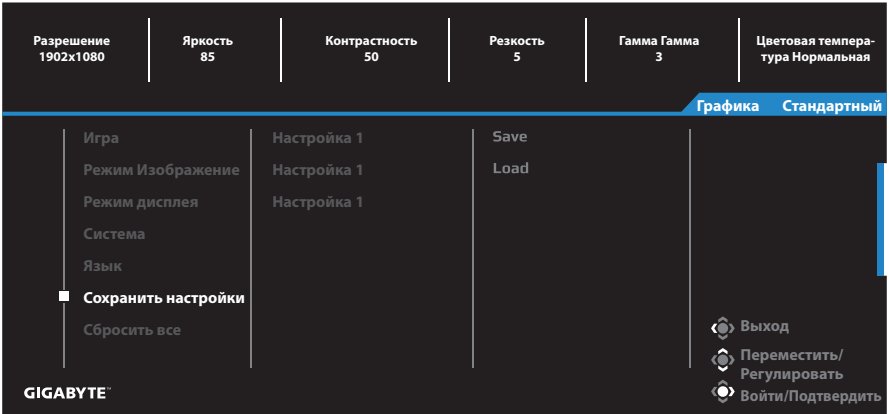 Разрешение
1902x1080
Яркость
85
Контрастность
50
Резкость
5
Гамма Гамма
3
Цветовая темпера-
тура Нормальная
Графика Стандартный
Игра
Режим Изображение
Режим дисплея
Система
Язык
Сохранить настройки
Сбросить все
Настройка 1
Настройка 1
Настройка 1
Save
Load
Выход
Переместить/
Регулировать
Войти/Подтвердить
GIGABYTE™